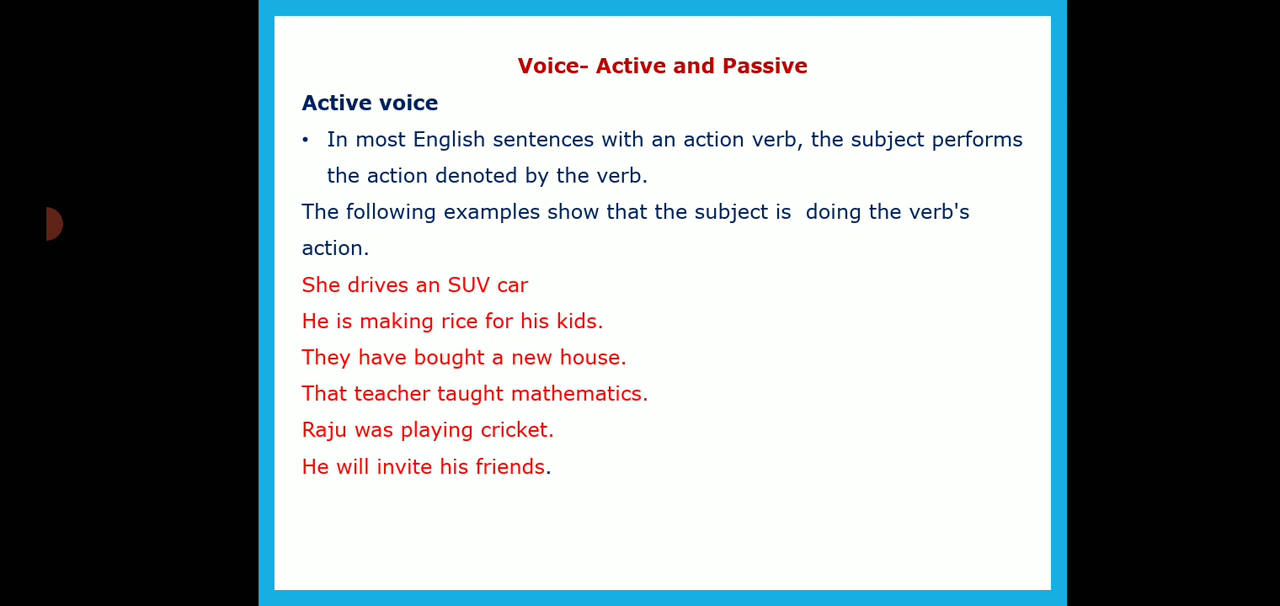 Voice– Active and Passive
Active voice
• In most English sentences with an action verb, the subject performs
the action denoted by the verb.
The following examples show that the subject is  doing the verb's
action.
She drives an SUV car
He is making rice for his kids.
They have bought a new house.
That teacher taught mathematics.
Raju was playing cricket.
He will invite his friends.